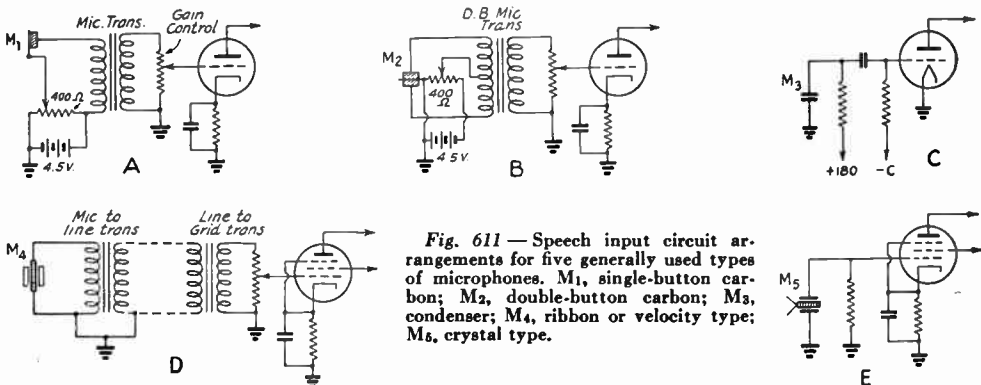 Mic. Trans.
Gain
Control
M1
400 Ω
4.5V.
A
D.B Mic
Trans
M2
400
Ω
4 5V.
B
M3
+180
-C
C
Mic to
line trans
Line to
Grid trans
M4
D
Fig. 611 — Speech input circuit ar-
rangements for five generally used types
of microphones. M1, single-button car-
bon; M2, double-button carbon; M3,
condenser; M4, ribbon or velocity type;
M5, crystal type.
M5
E